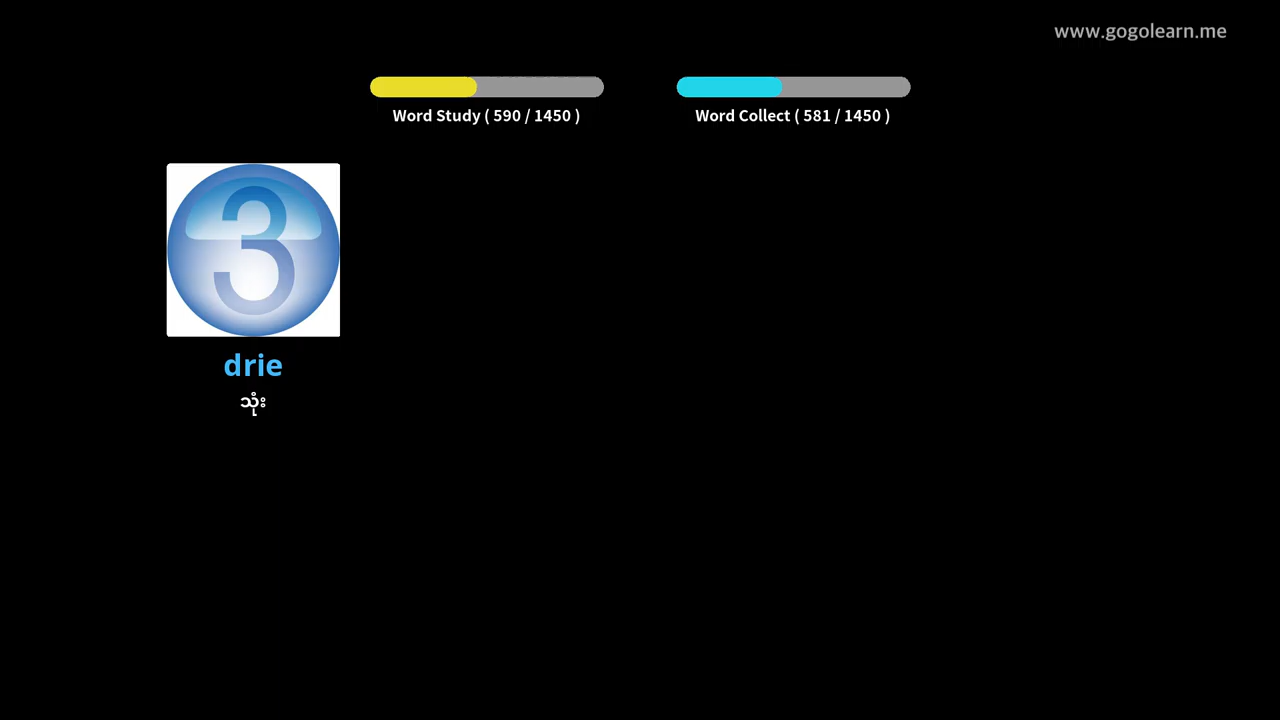 www.gogolearn.me
Word Study ( 590 / 1450 )
Word Collect ( 581 / 1450 )
3
drie
သုံး